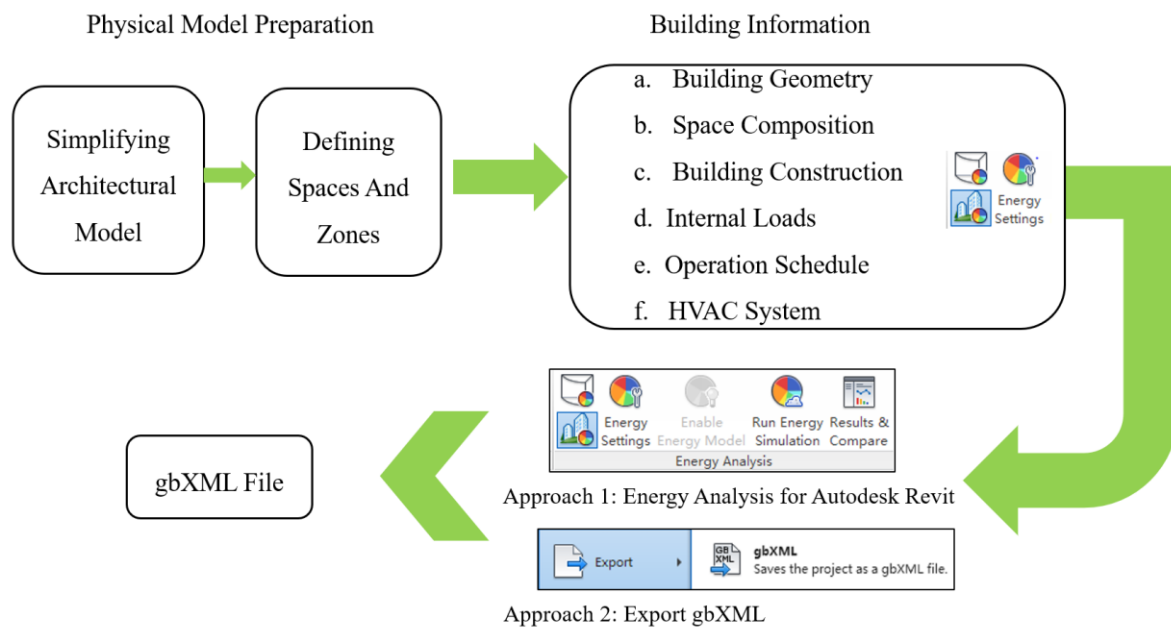 Physical Model Preparation
Building Information
Simplifying
Architectural
Model
Defining
Spaces And
Zones
a. Building Geometry
b. Space Composition
c. Building Construction
d. Internal Loads
e. Operation Schedule
f. HVAC System
Energy
Settings
Energy
Settings
Enable
Energy Model
Run Energy
Simulation
Results &
Compare
Energy Analysis
Approach 1: Energy Analysis for Autodesk Revit
gbXML File
Export
GB
XML
gbXML
Saves the project as a gbXML file.
Approach 2: Export gbXML